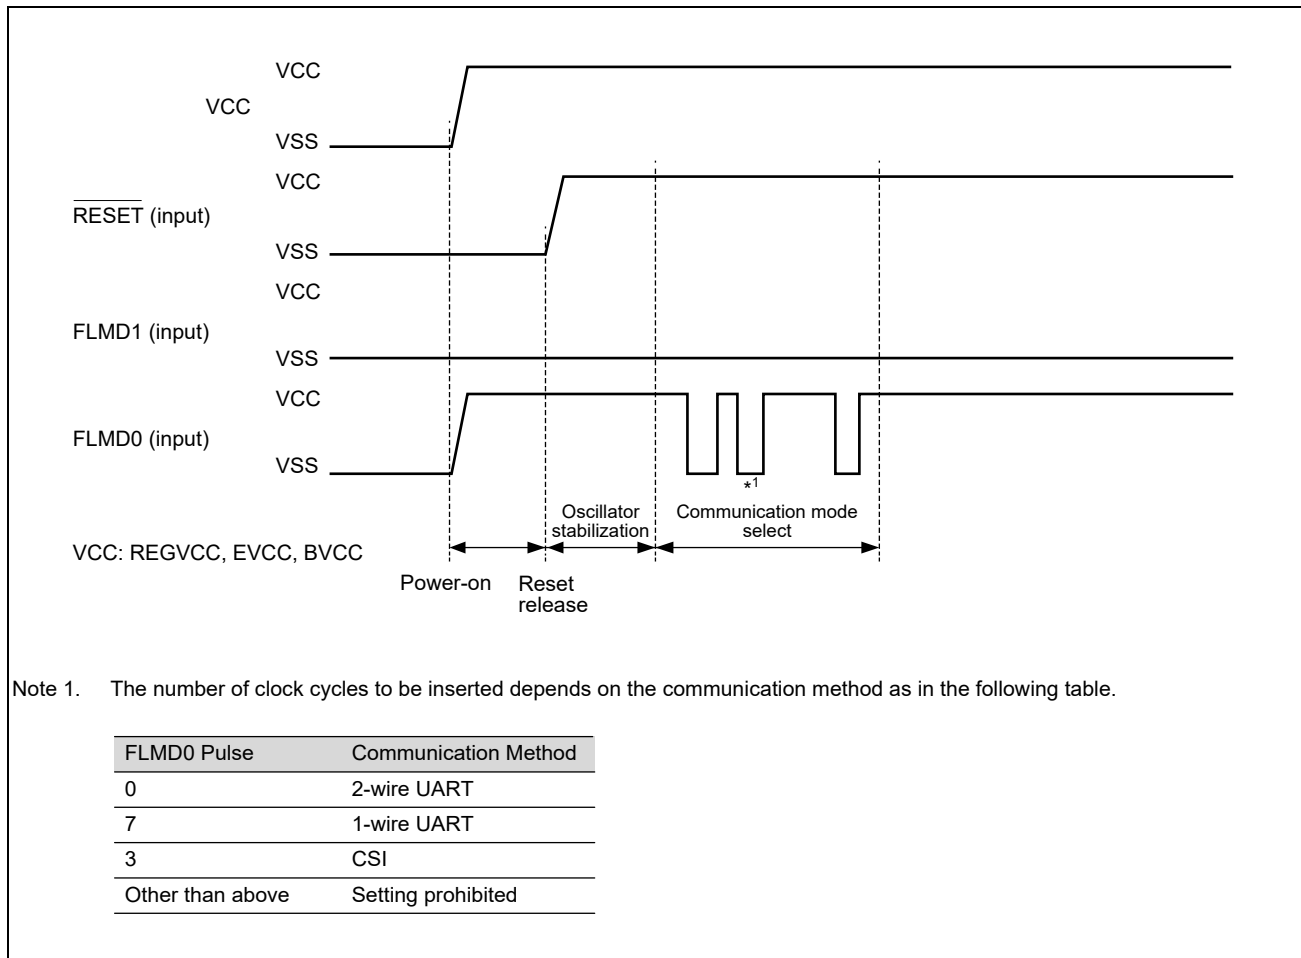 VCC
VCC
VSS
VCC
RESET (input)
VSS
VCC
FLMD1 (input)
VSS
VCC
FLMD0 (input)
VSS
*1
Oscillator
stabilization
Communication mode
select
VCC: REGVCC, EVCC, BVCC
Power-on
Reset
release
Note 1. The number of clock cycles to be inserted depends on the communication method as in the following table.
FLMD0 Pulse Communication Method
0 2-wire UART
7 1-wire UART
3 CSI
Other than above Setting prohibited